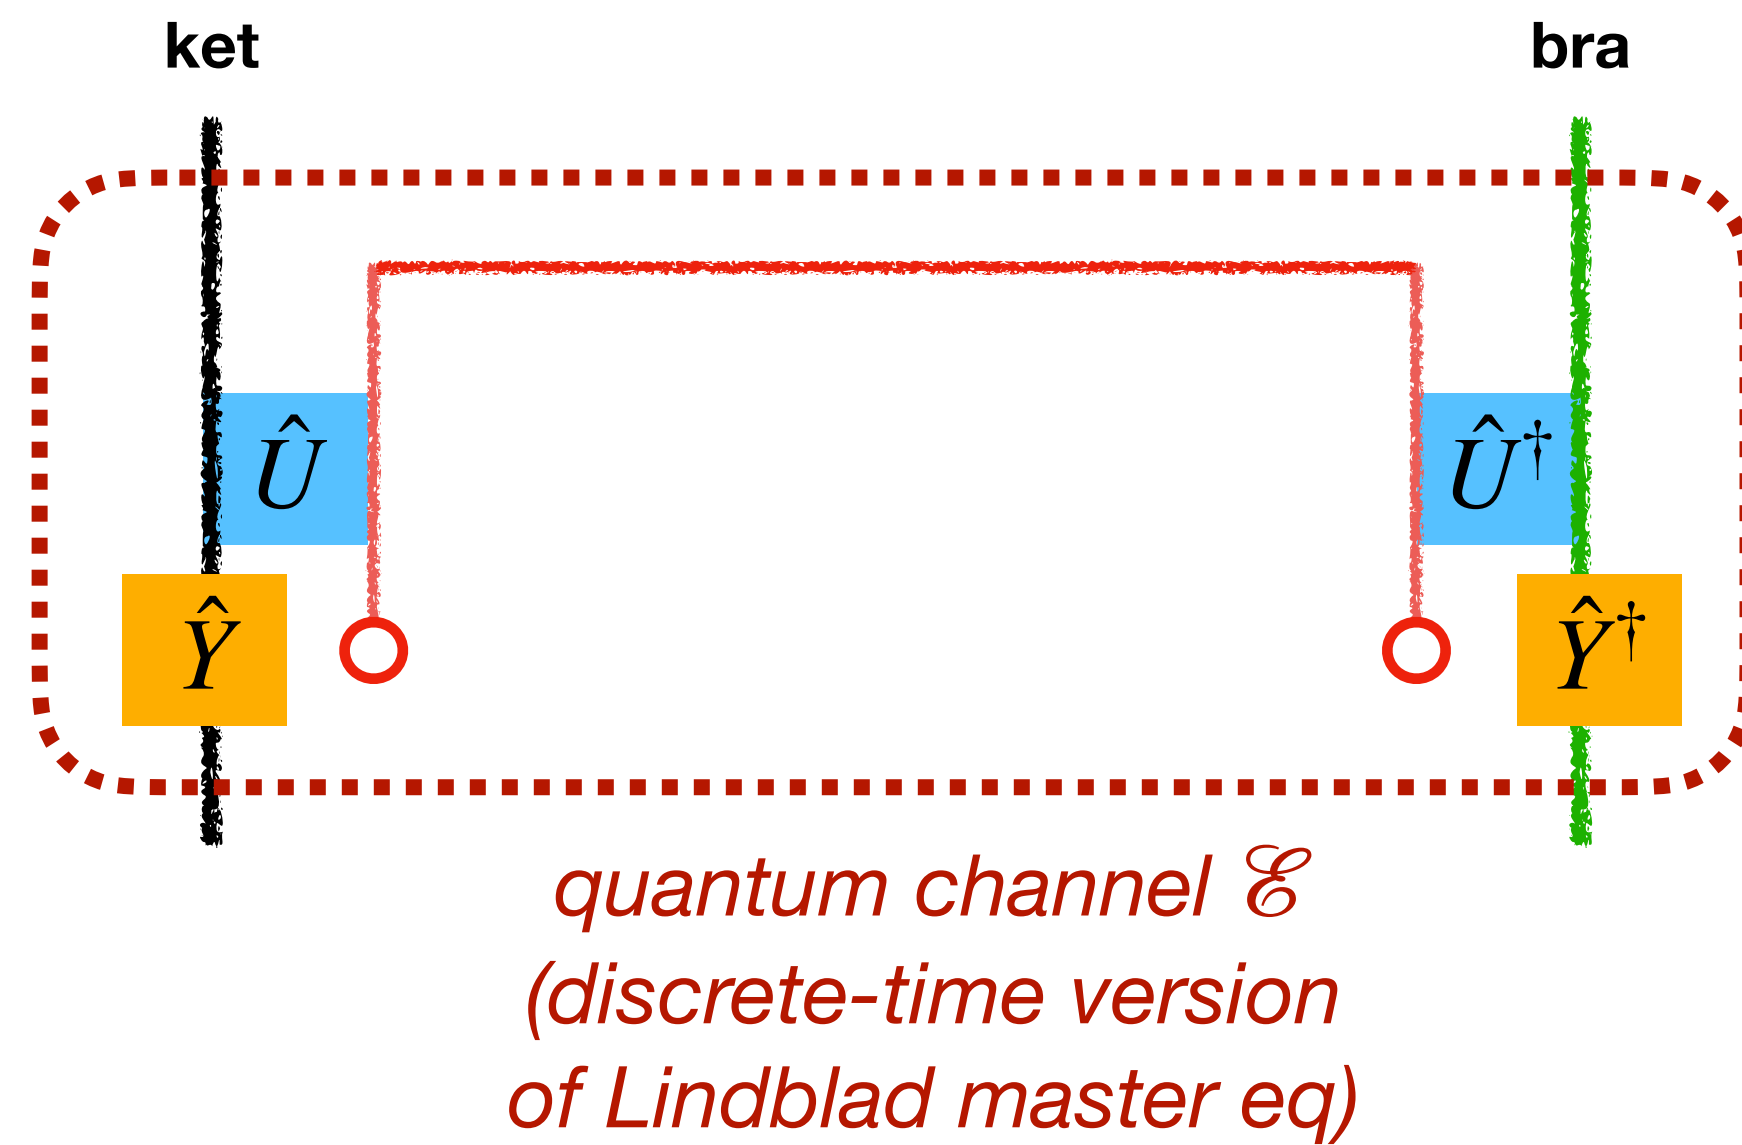 ket bra
Û Û†
Ŷ Ŷ†
quantum channel ℰ
(discrete-time version
of Lindblad master eq)